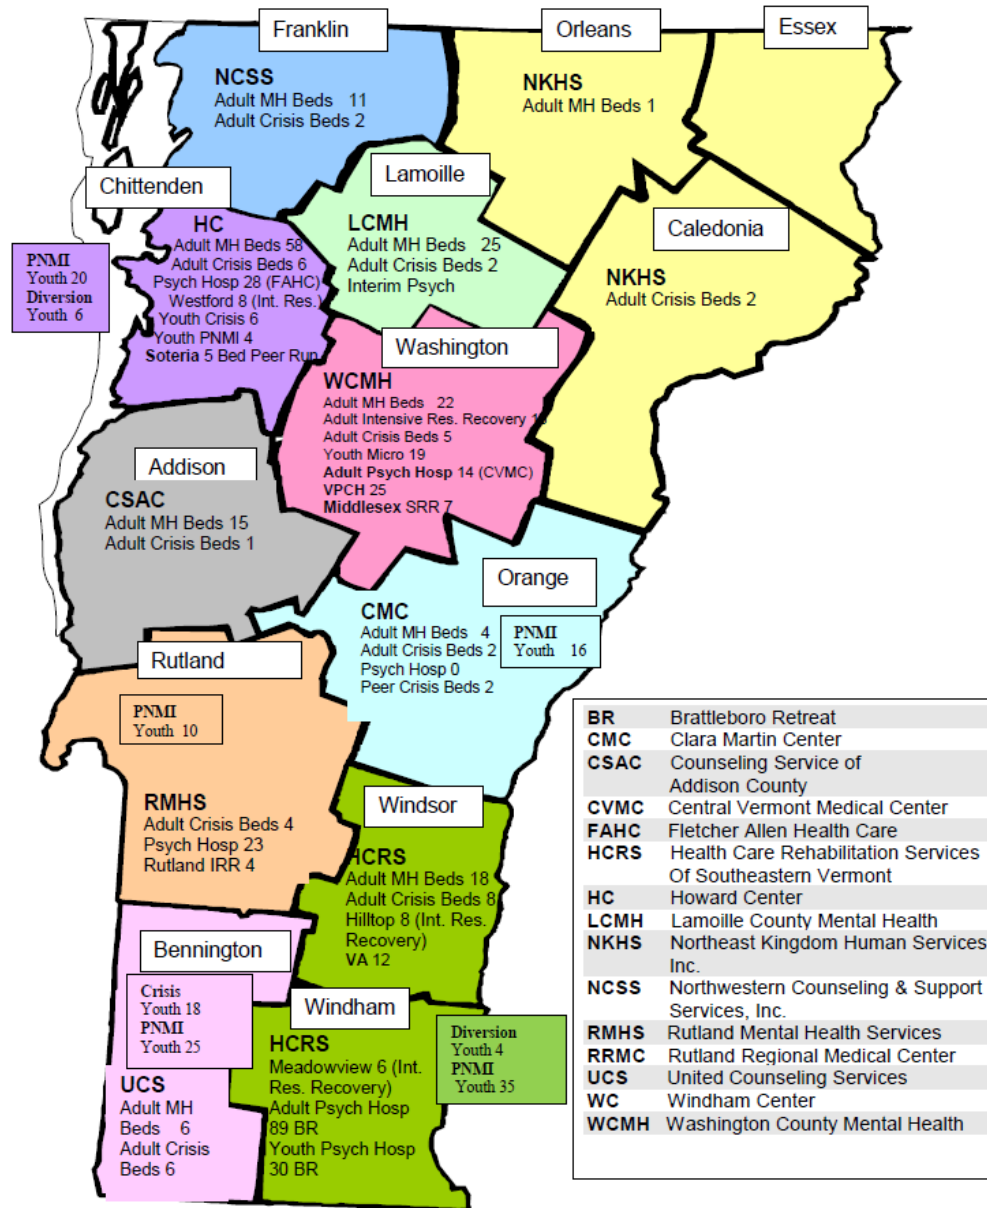 Franklin
Orleans
Essex
NCSS
Adult MH Beds 11
Adult Crisis Beds 2
NKHS
Adult MH Beds 1
Chittenden
Lamoille
Caledonia
HC
Adult MH Beds 58
Adult Crisis Beds 6
Psych Hosp 28 (FAHC)
Westford 8 (Int. Res.)
Youth Crisis 6
Youth PNMI 4
Soteria 5 Bed Peer Run
PNMI
Youth 20
Diversion
Youth 6
LCMH
Adult MH Beds 25
Adult Crisis Beds 2
Interim Psych
NKHS
Adult Crisis Beds 2
Washington
WCMH
Adult MH Beds 22
Adult Intensive Res. Recovery
Adult Crisis Beds 5
Youth Micro 19
Adult Psych Hosp 14 (CVMC)
VPCH 25
Middlesex SRR 7
Addison
CSAC
Adult MH Beds 15
Adult Crisis Beds 1
Orange
CMC
Adult MH Beds 4
Adult Crisis Beds 2
Psych Hosp 0
Peer Crisis Beds 2
PNMI
Youth 16
Rutland
PNMI
Youth 10
RMHS
Adult Crisis Beds 4
Psych Hosp 23
Rutland IRR 4
Windsor
HCRS
Adult MH Beds 18
Adult Crisis Beds 8
Hilltop 8 (Int. Res.
Recovery)
VA 12
Bennington
Crisis
Youth 18
PNMI
Youth 25
UCS
Adult MH
Beds 6
Adult Crisis
Beds 6
Windham
HCRS
Meadowview 6 (Int.
Res. Recovery)
Adult Psych Hosp
89 BR
Youth Psych Hosp
30 BR
Diversion
Youth 4
PNMI
Youth 35
BR Brattleboro Retreat
CMC Clara Martin Center
CSAC Counseling Service of
Addison County
CVMC Central Vermont Medical Center
FAHC Fletcher Allen Health Care
HCRS Health Care Rehabilitation Services
Of Southeastern Vermont
HC Howard Center
LCMH Lamoille County Mental Health
NKHS Northeast Kingdom Human Services
Inc.
NCSS Northwestern Counseling & Support
Services, Inc.
RMHS Rutland Mental Health Services
RRMC Rutland Regional Medical Center
UCS United Counseling Services
WC Windham Center
WCMH Washington County Mental Health